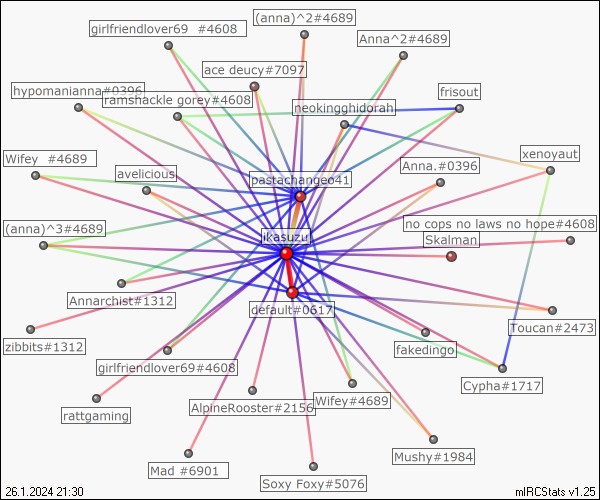 (anna)^2#4689
girlfriendlover69 #4608
Anna^2#4689
ace deucy#7097
hypomanianna#0396
ramshackle gorey#4608
neokingghidorah
frisout
Wifey #4689
avelicious
pastachangeo41
Anna.#0396
xenoyaut
(anna)^3#4689
ikasuzu
no cops no laws no hope#4608
Skalman
Annarchist#1312
default#0617
Toucan#2473
zibbits#1312
girlfriendlover69#4608
fakedingo
Cypha#1717
rattgaming
AlpineRooster#2156
Wifey#4689
Mushy#1984
Mad #6901
Soxy Foxy#5076
26.1.2024 21:30
mIRCStats v1.25